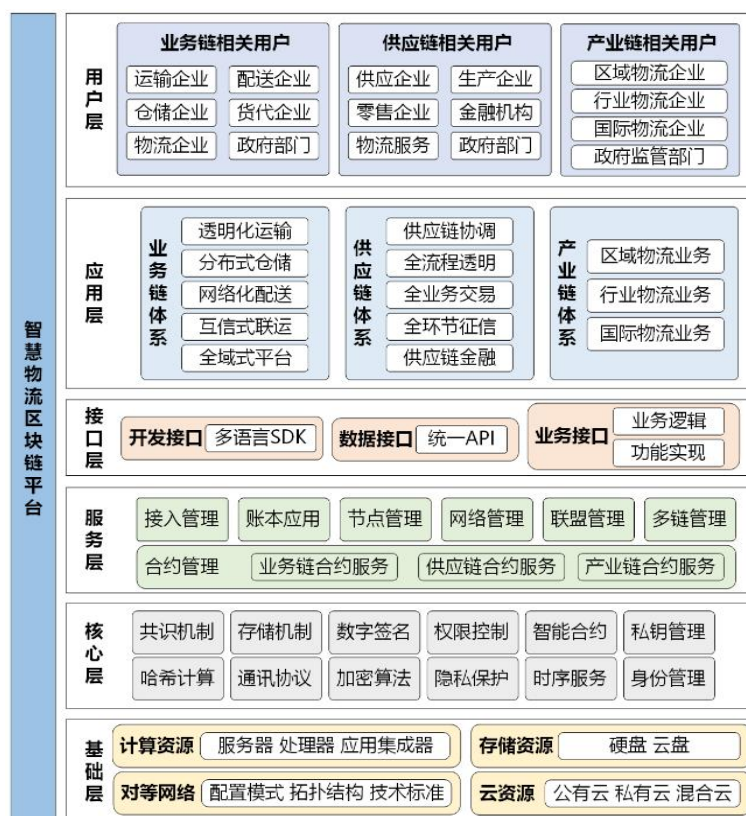 智慧物流区块链平台
用户层
业务链相关用户
运输企业 配送企业
仓储企业 货代企业
物流企业 政府部门
供应链相关用户
供应企业 生产企业
零售企业 金融机构
物流服务 政府部门
产业链相关用户
区域物流企业
行业物流企业
国际物流企业
政府监管部门
应用层
业务链体系
透明化运输
分布式仓储
网络化配送
互信式联运
全域式平台
供应链体系
供应链协调
全流程透明
全业务交易
全环节征信
供应链金融
产业链体系
区域物流业务
行业物流业务
国际物流业务
接口层
开发接口 多语言SDK
数据接口 统一API
业务接口
业务逻辑
功能实现
服务层
接入管理 账本应用 节点管理 网络管理 联盟管理 多链管理
合约管理 业务链合约服务 供应链合约服务 产业链合约服务
核心层
共识机制 存储机制 数字签名 权限控制 智能合约 私钥管理
哈希计算 通讯协议 加密算法 隐私保护 时序服务 身份管理
基础层
计算资源 服务器 处理器 应用集成器 存储资源 硬盘 云盘
对等网络 配置模式 拓扑结构 技术标准 云资源 公有云 私有云 混合云